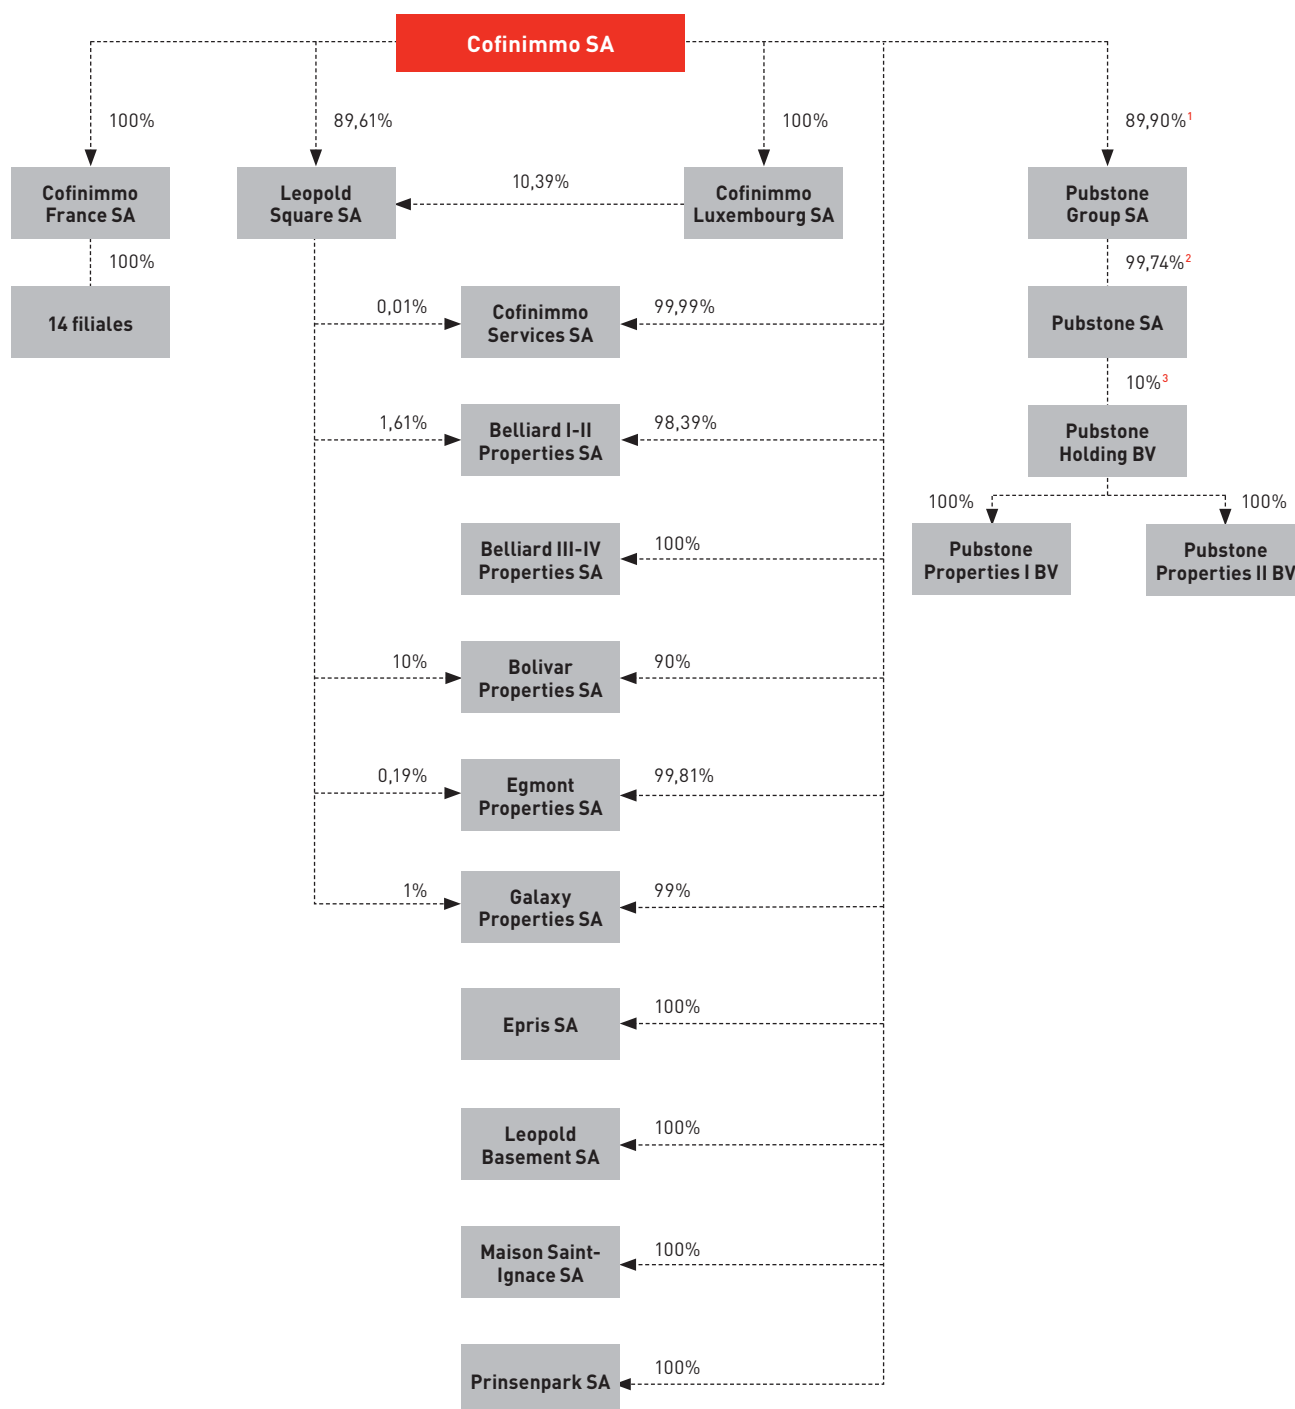 Cofinimmo SA
100%
89,61%
100%
89,90%1
Cofinimmo
France SA
Leopold
Square SA
10,39%
Cofinimmo
Luxembourg SA
Pubstone
Group SA
100%
99,74%2
14 filiales
0,01%
Cofinimmo
Services SA
99,99%
Pubstone SA
10%3
1,61%
Belliard I-II
Properties SA
98,39%
Pubstone
Holding BV
100%
100%
Belliard III-IV
Properties SA
100%
Pubstone
Properties I BV
Pubstone
Properties II BV
10%
Bolivar
Properties SA
90%
0,19%
Egmont
Properties SA
99,81%
1%
Galaxy
Properties SA
99%
Epris SA
100%
Leopold
Basement SA
100%
Maison Saint-
Ignace SA
100%
Prinsenpark SA
100%